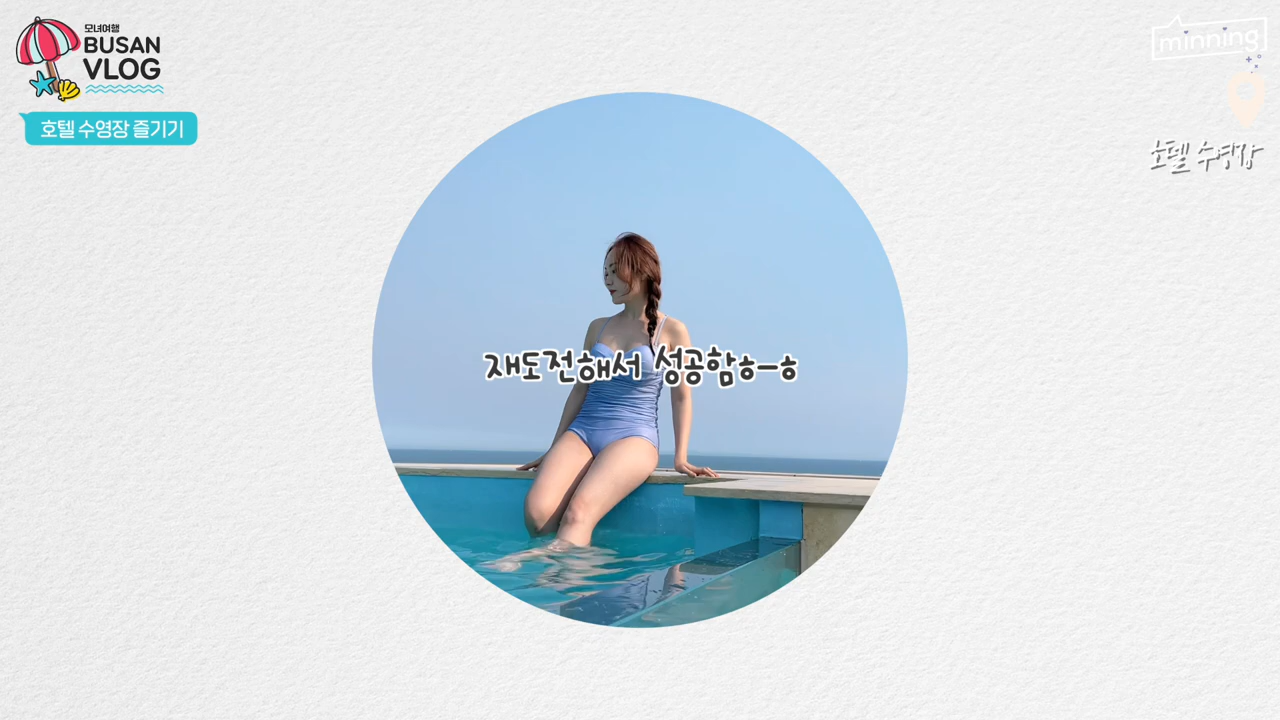 모녀여행
BUSAN
VLOG
호텔 수영장 즐기기
minning
호텔 수영장
재도전해서 성공함ㅎㅡㅎ